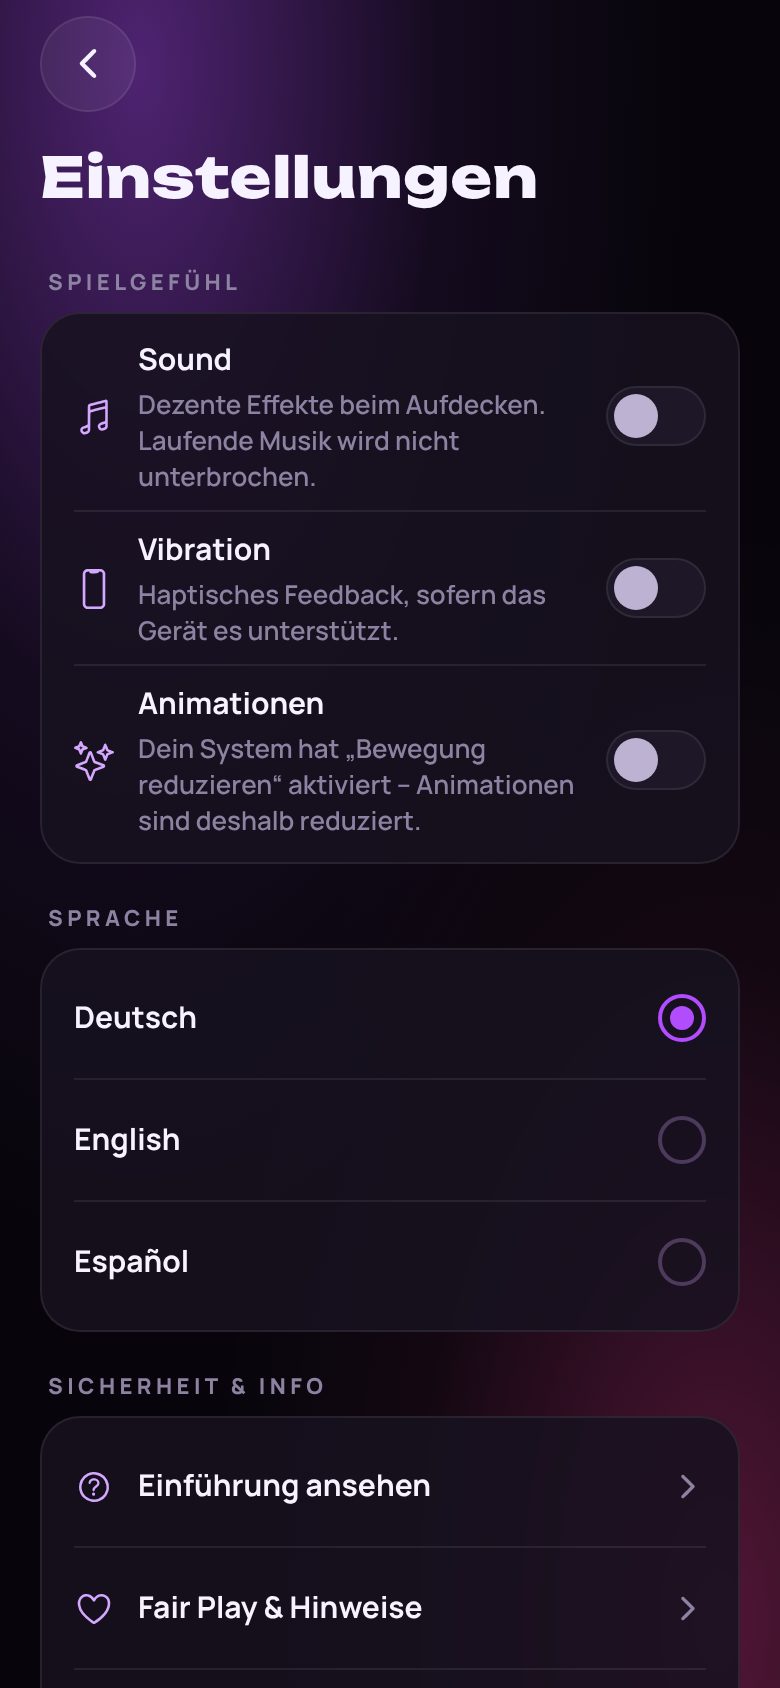 Einstellungen
SPIELGEFÜHL
Sound
Dezente Effekte beim Aufdecken.
Laufende Musik wird nicht
unterbrochen.
Vibration
Haptisches Feedback, sofern das
Gerät es unterstützt.
Animationen
Dein System hat „Bewegung
reduzieren“ aktiviert – Animationen
sind deshalb reduziert.
SPRACHE
Deutsch
English
Español
SICHERHEIT & INFO
Einführung ansehen
Fair Play & Hinweise